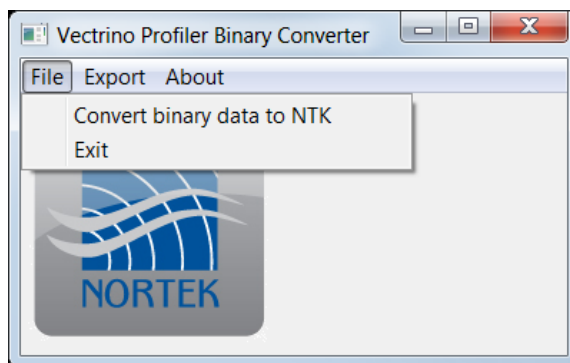 Vectrino Profiler Binary Converter
File Export About
Convert binary data to NTK
Exit
NORTEK